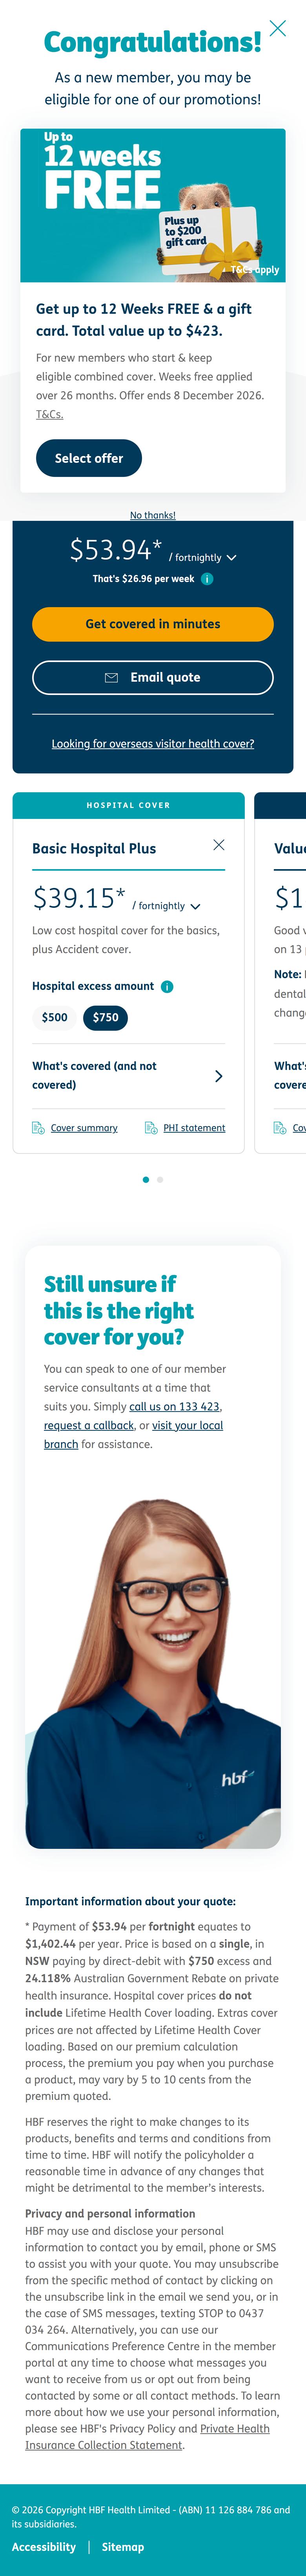 Congratulations!
As a new member, you may be
eligible for one of our promotions!
Up to
12 weeks
FREE
Plus up
to $200
gift card
T&Cs apply
Get up to 12 Weeks FREE & a gift
card. Total value up to $423.
For new members who start & keep
eligible combined cover. Weeks free applied
over 26 months. Offer ends 8 December 2026.
T&Cs.
Select offer
No thanks!
$53.94* / fortnightly
That's $26.96 per week
Get covered in minutes
Email quote
Looking for overseas visitor health cover?
HOSPITAL COVER
Basic Hospital Plus
$39.15* / fortnightly
Low cost hospital cover for the basics,
plus Accident cover.
Hospital excess amount
$500 $750
What's covered (and not
covered)
Cover summary PHI statement
$1
Note:
dental
What's
Still unsure if
this is the right
cover for you?
You can speak to one of our member
service consultants at a time that
suits you. Simply call us on 133 423,
request a callback, or visit your local
branch for assistance.
hbf
Important information about your quote:
* Payment of $53.94 per fortnight equates to
$1,402.44 per year. Price is based on a single, in
NSW paying by direct-debit with $750 excess and
24.118% Australian Government Rebate on private
health insurance. Hospital cover prices do not
include Lifetime Health Cover loading. Extras cover
prices are not affected by Lifetime Health Cover
loading. Based on our premium calculation
process, the premium you pay when you purchase
a product, may vary by 5 to 10 cents from the
premium quoted.
HBF reserves the right to make changes to its
products, benefits and terms and conditions from
time to time. HBF will notify the policyholder a
reasonable time in advance of any changes that
might be detrimental to the member's interests.
Privacy and personal information
HBF may use and disclose your personal
information to contact you by email, phone or SMS
to assist you with your quote. You may unsubscribe
from the specific method of contact by clicking on
the unsubscribe link in the email we send you, or in
the case of SMS messages, texting STOP to 0437
034 264. Alternatively, you can use our
Communications Preference Centre in the member
portal at any time to choose what messages you
want to receive from us or opt out from being
contacted by some or all contact methods. To learn
more about how we use your personal information,
please see HBF's Privacy Policy and Private Health
Insurance Collection Statement.
© 2026 Copyright HBF Health Limited - (ABN) 11 126 884 786 and
its subsidiaries.
Accessibility | Sitemap